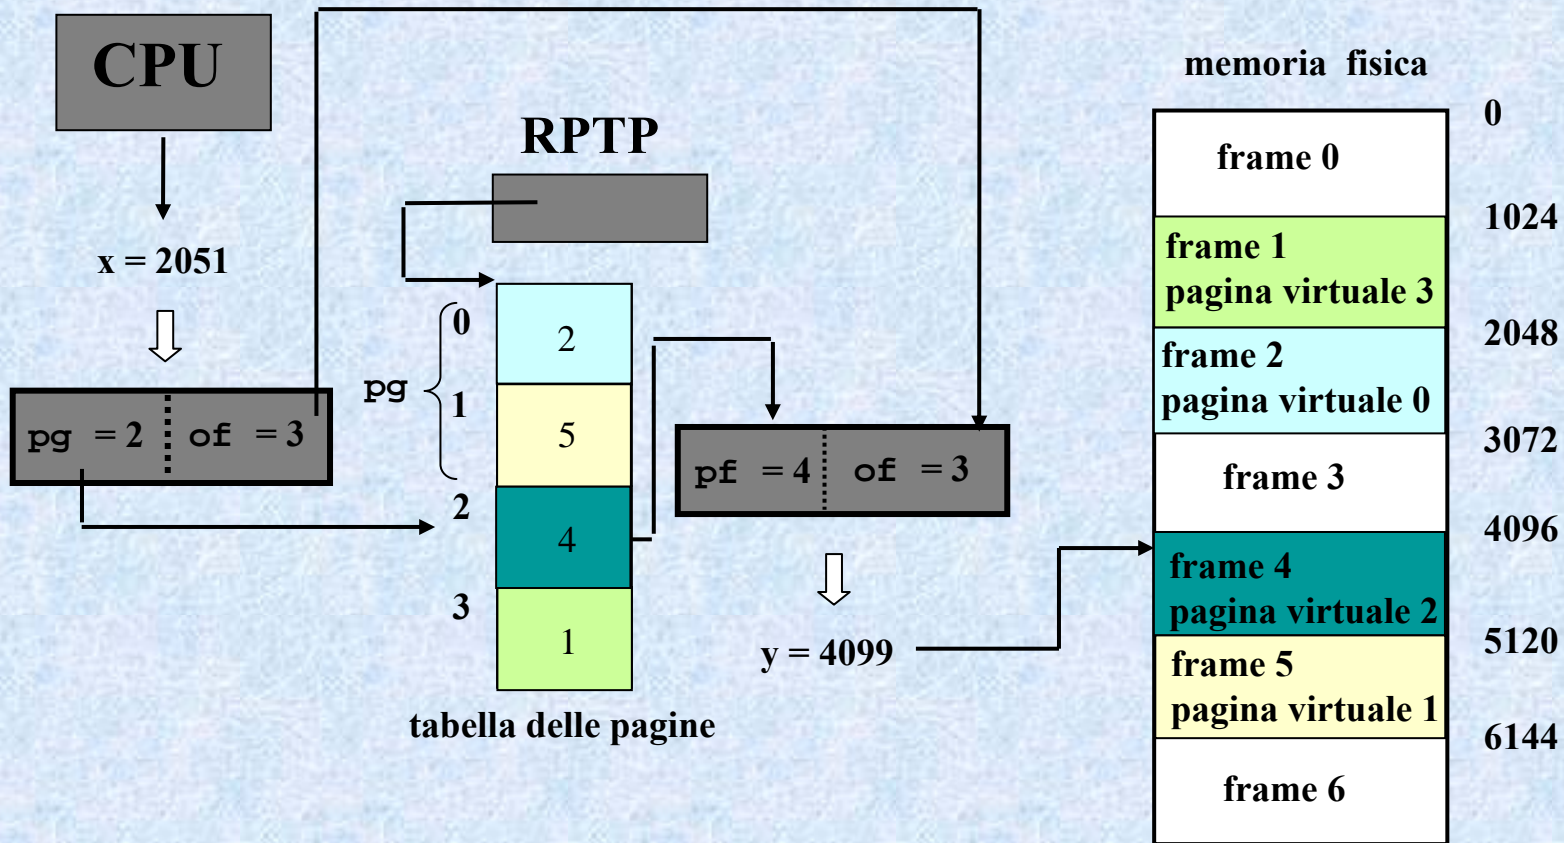 CPU
x = 2051
pg = 2 of = 3
RPTP
pg
0
1
2
3
2
5
4
1
tabella delle pagine
pf = 4 of = 3
y = 4099
memoria fisica
frame 0
frame 1
pagina virtuale 3
frame 2
pagina virtuale 0
frame 3
frame 4
pagina virtuale 2
frame 5
pagina virtuale 1
frame 6
0
1024
2048
3072
4096
5120
6144